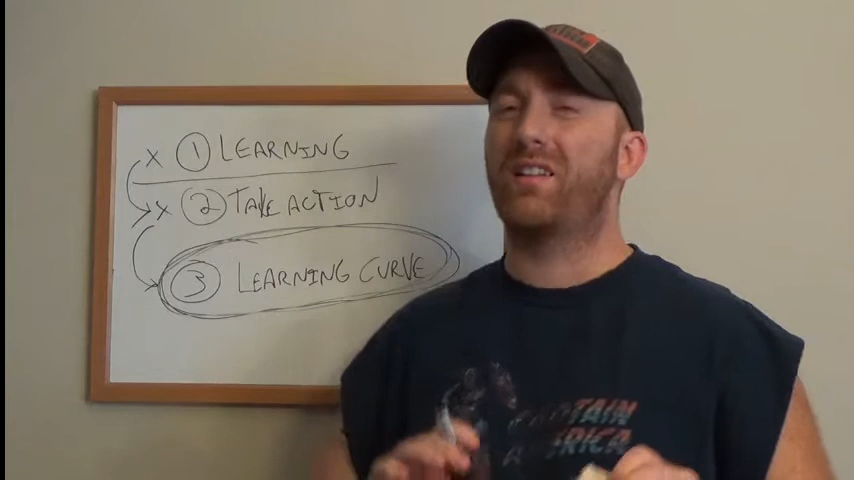 x 1 LEARNING
x 2 TAKE ACTION
3 LEARNING CURVE
CAPTAIN
AMERICA